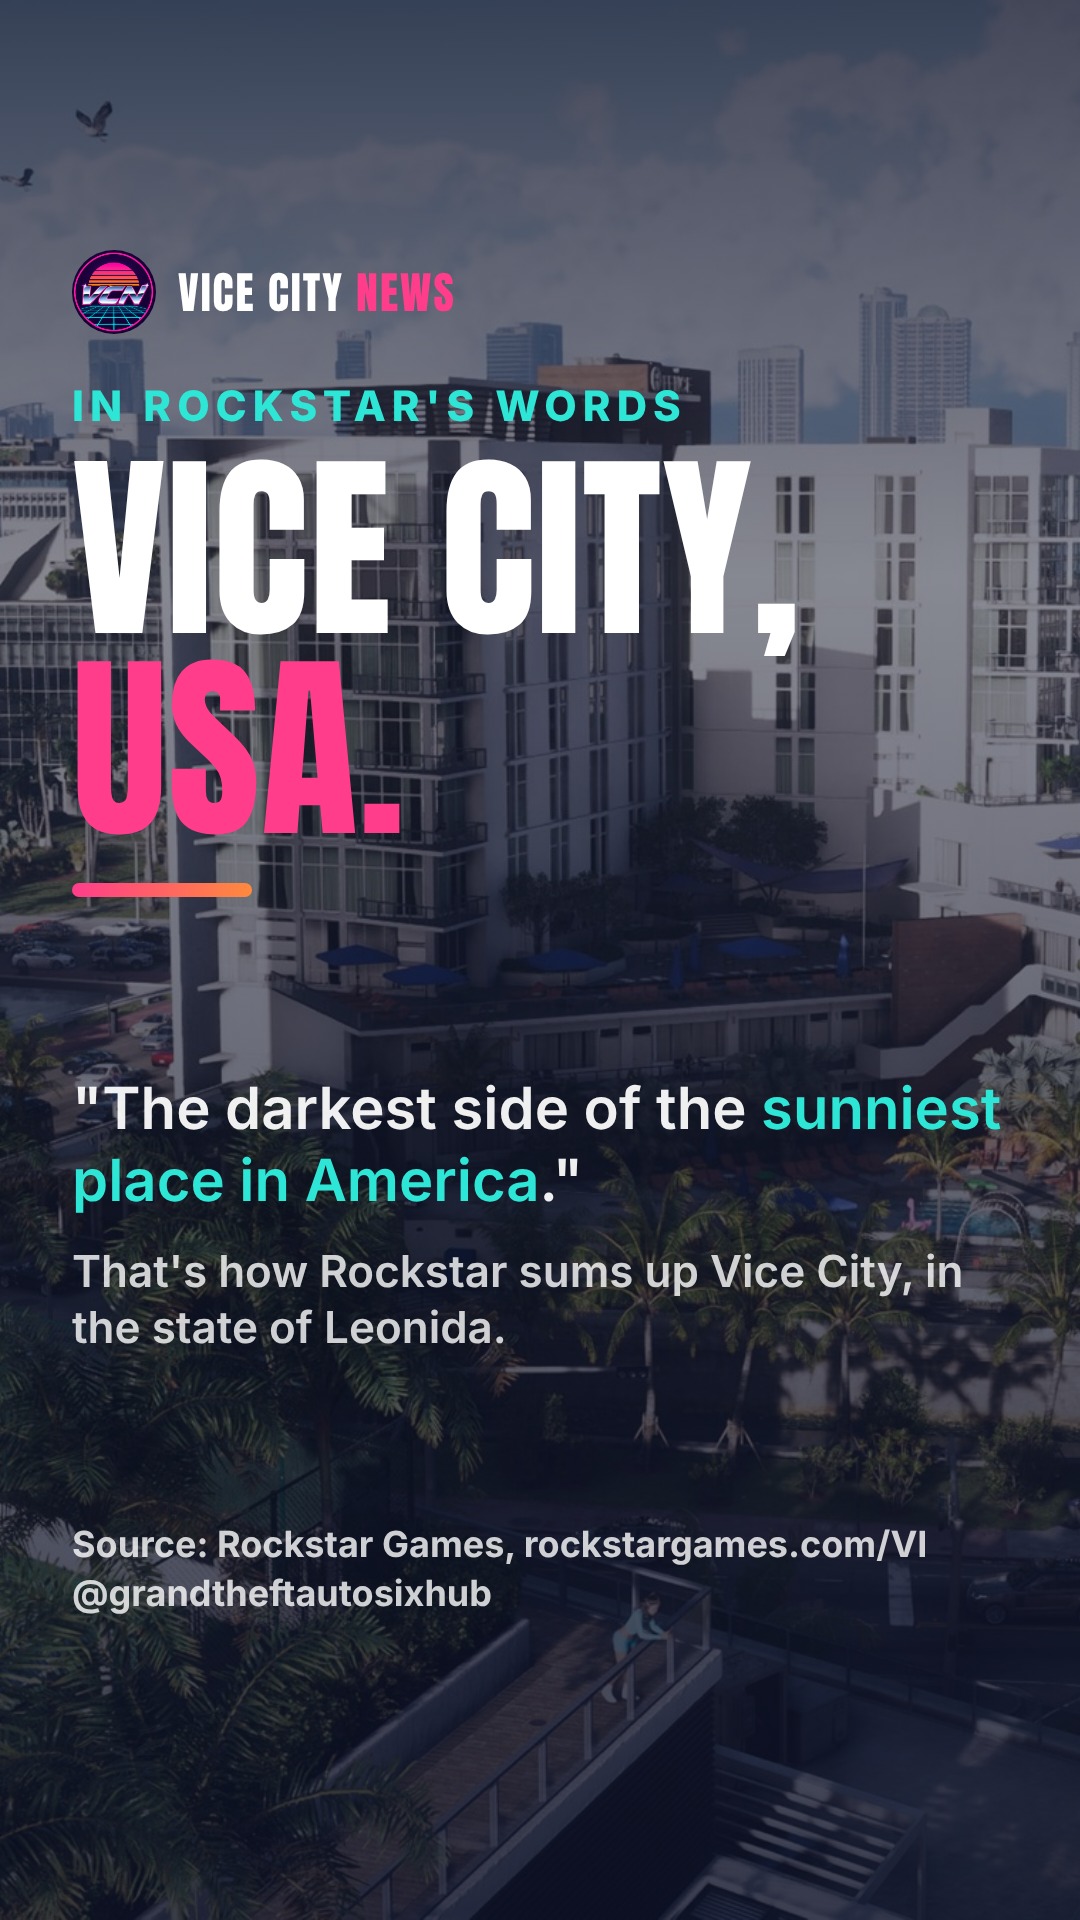 VCN
VICE CITY NEWS
IN ROCKSTAR'S WORDS
VICE CITY,
USA.
"The darkest side of the sunniest
place in America."
That's how Rockstar sums up Vice City, in
the state of Leonida.
Source: Rockstar Games, rockstargames.com/VI
@grandtheftautosixhub